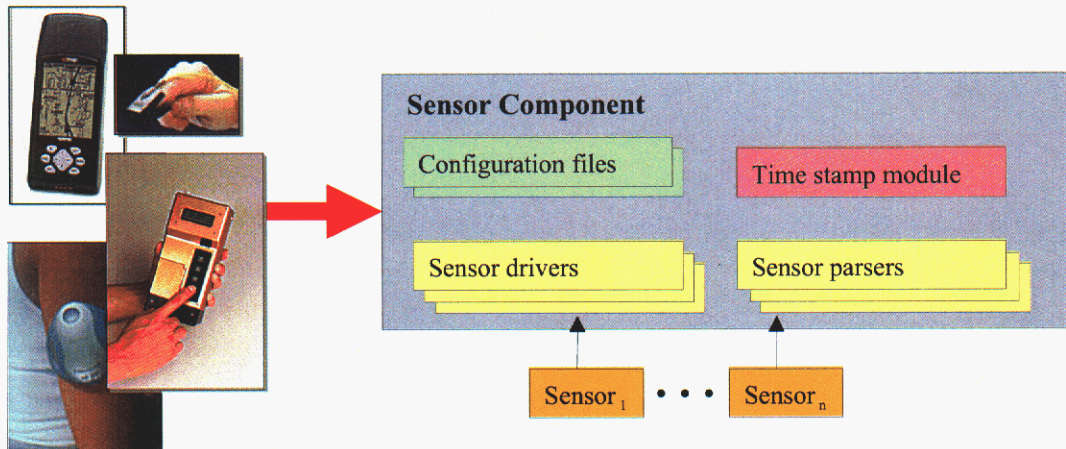 Sensor Component
Configuration files
Time stamp module
Sensor drivers
Sensor parsers
Sensor 1
• • •
Sensor n